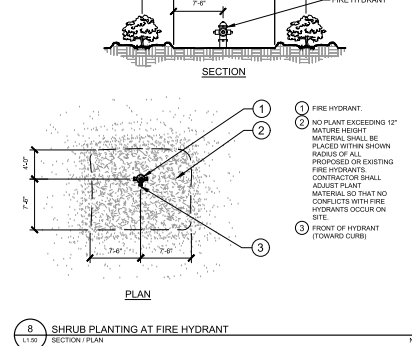 7'-6"
FIRE HYDRANT
SECTION
1
2
3
4'-0"
7'-6"
7'-6"
7'-6"
PLAN
1 FIRE HYDRANT.
2 NO PLANT EXCEEDING 12"
MATURE HEIGHT
MATERIAL SHALL BE
PLACED WITHIN SHOWN
RADIUS OF ALL
PROPOSED OR EXISTING
FIRE HYDRANTS.
CONTRACTOR SHALL
ADJUST PLANT
MATERIAL SO THAT NO
CONFLICTS WITH FIRE
HYDRANTS OCCUR ON
SITE.
3 FRONT OF HYDRANT
(TOWARD CURB)
8 SHRUB PLANTING AT FIRE HYDRANT
L1.50 SECTION / PLAN